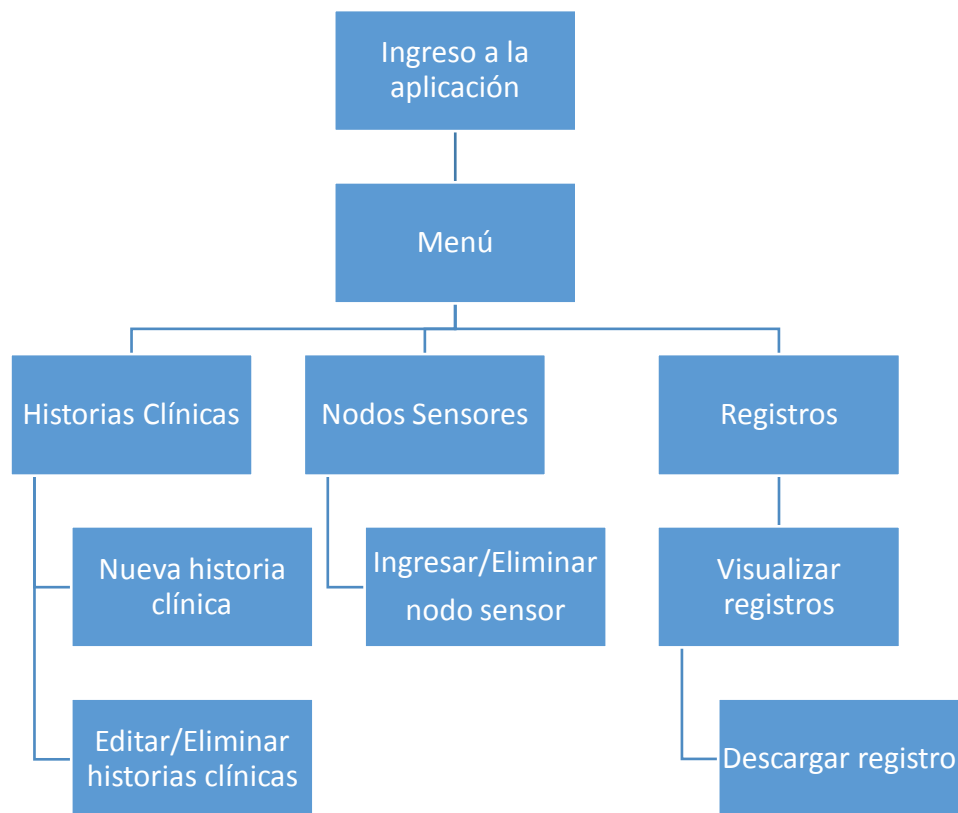 Ingreso a la
aplicación
Menú
Historias Clínicas
Nodos Sensores
Registros
Nueva historia
clínica
Ingresar/Eliminar
nodo sensor
Visualizar
registros
Editar/Eliminar
historias clínicas
Descargar registro